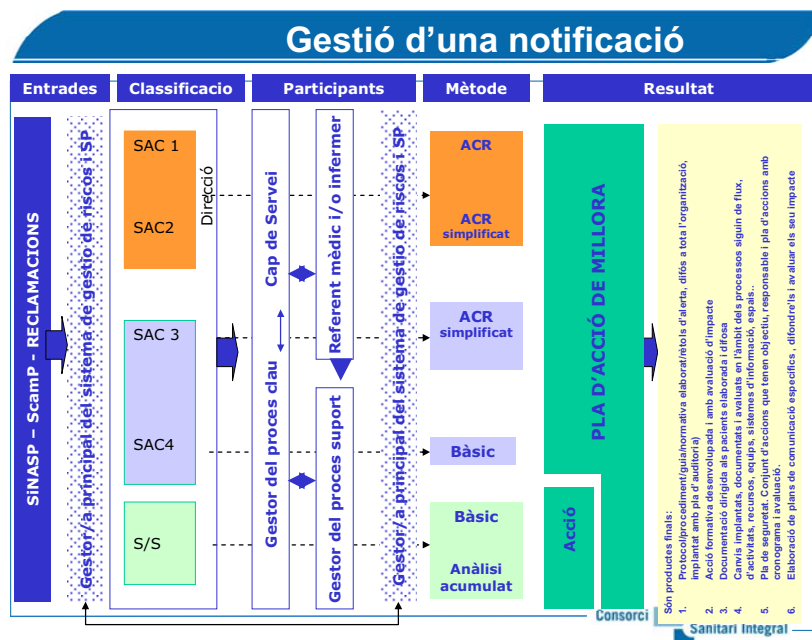 Gestió d'una notificació
Entrades
Classificacio
Participants
Mètode
Resultat
SiNASP – ScamP – RECLAMACIONS
Gestor/a principal del sistema de gestio de riscos i SP
SAC 1
SAC2
SAC 3
SAC4
S/S
Direcció
Cap de Servei
Gestor del proces clau
Referent mèdic i/o infermer
Gestor del proces suport
Gestor/a principal del sistema de gestio de riscos i SP
ACR
ACR
simplificat
ACR
simplificat
Bàsic
Bàsic
Anàlisi
acumulat
PLA D'ACCIÓ DE MILLORA
Acció
Són productes finals:
1. Protocol/procediment/guia/normativa elaborat/rètols d'alerta, difós a tota l'organització,
implantat amb pla d'auditoria)
2. Acció formativa desenvolupada i amb avaluació d'impacte
3. Documentació dirigida als pacients elaborada i difosa
4. Canvis implantats, documentats i avaluats en l'àmbit dels processos siguin de flux,
d'activitats, recursos, equips, sistemes d'informació, espais..
5. Pla de seguretat. Conjunt d'accions que tenen objectiu, responsable i pla d'accions amb
cronograma i avaluació.
6. Elaboració de plans de comunicació específics , difondre'ls i avaluar els seu impacte
Consorci
Sanitari Integral